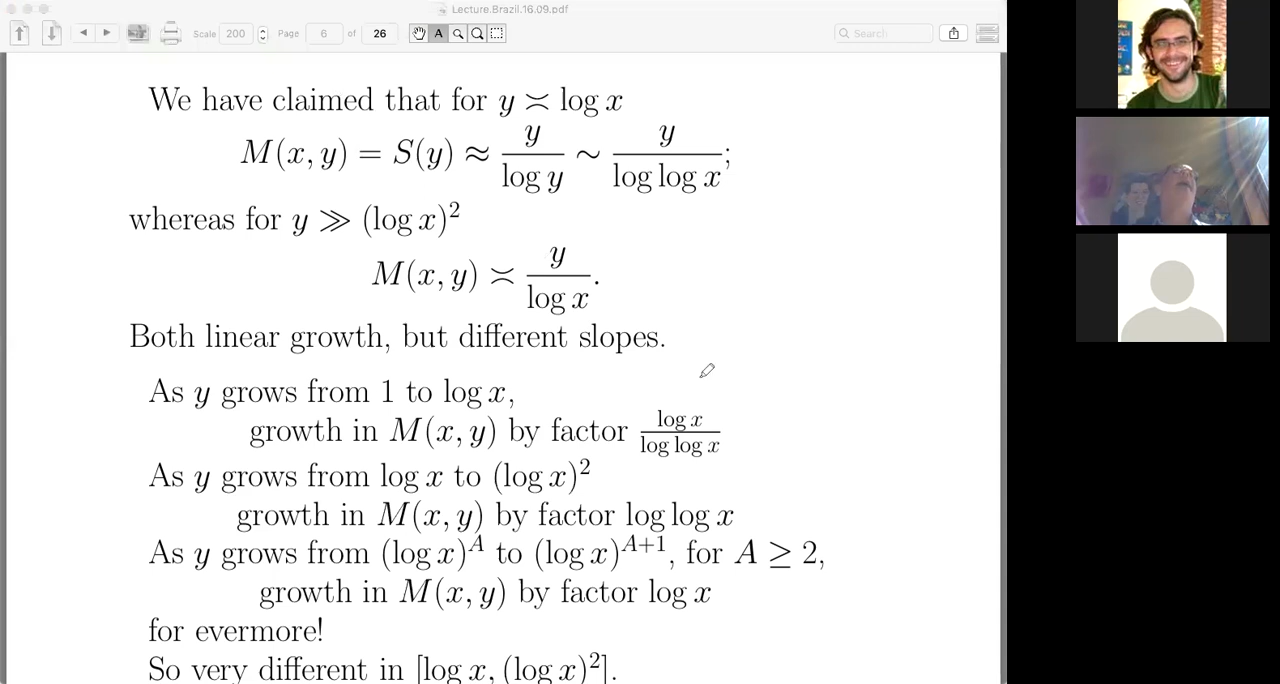 Lecture.Brazil.16.09.pdf
Scale 200 Page 6 of 26 A Search
We have claimed that for y ≍ log x
M(x, y) = S(y) ≈ y / log y ∼ y / log log x ;
whereas for y ≫ (log x)²
M(x, y) ≍ y / log x .
Both linear growth, but different slopes.
As y grows from 1 to log x,
growth in M(x, y) by factor log x / log log x
As y grows from log x to (log x)²
growth in M(x, y) by factor log log x
As y grows from (log x)^A to (log x)^{A+1}, for A ≥ 2,
growth in M(x, y) by factor log x
for evermore!
So very different in [log x, (log x)²].